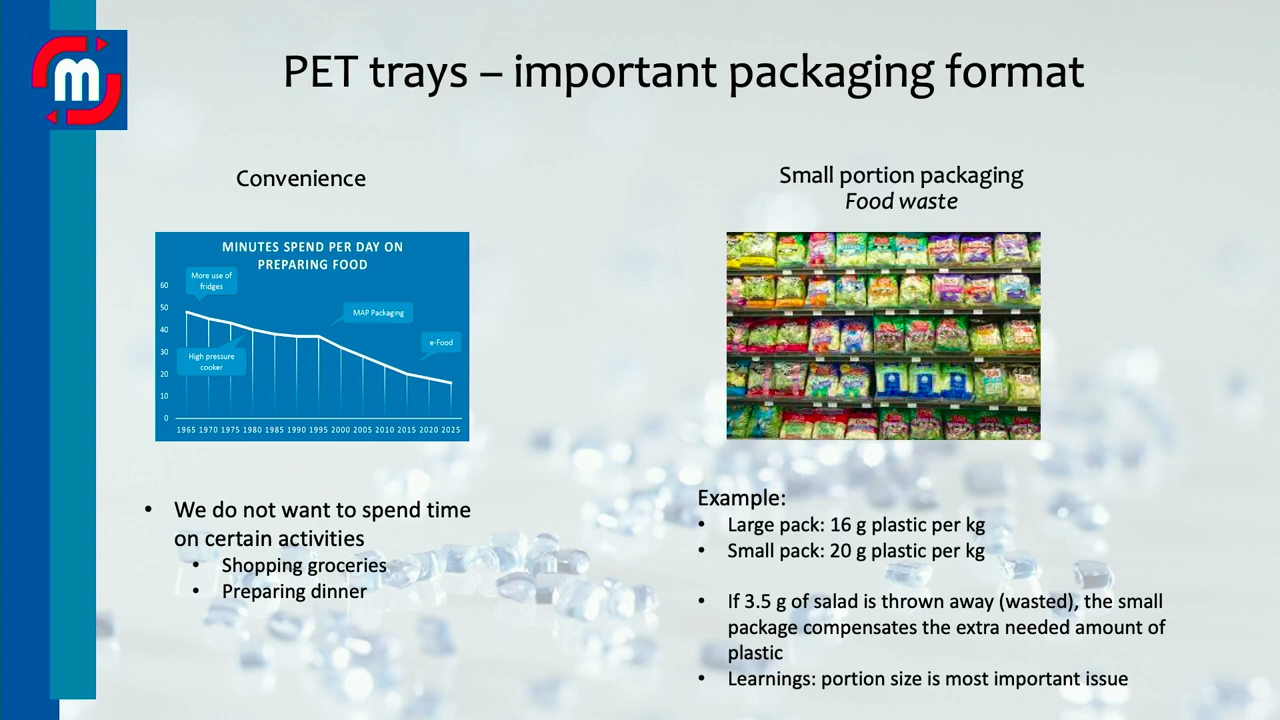 m
PET trays – important packaging format
Convenience
MINUTES SPEND PER DAY ON
PREPARING FOOD
More use of
fridges
60
50
40
30
20
10
0
MAP Packaging
e-Food
High pressure
cooker
1965 1970 1975 1980 1985 1990 1995 2000 2005 2010 2015 2020 2025
• We do not want to spend time
on certain activities
• Shopping groceries
• Preparing dinner
Small portion packaging
Food waste
Example:
• Large pack: 16 g plastic per kg
• Small pack: 20 g plastic per kg
• If 3.5 g of salad is thrown away (wasted), the small
package compensates the extra needed amount of
plastic
• Learnings: portion size is most important issue